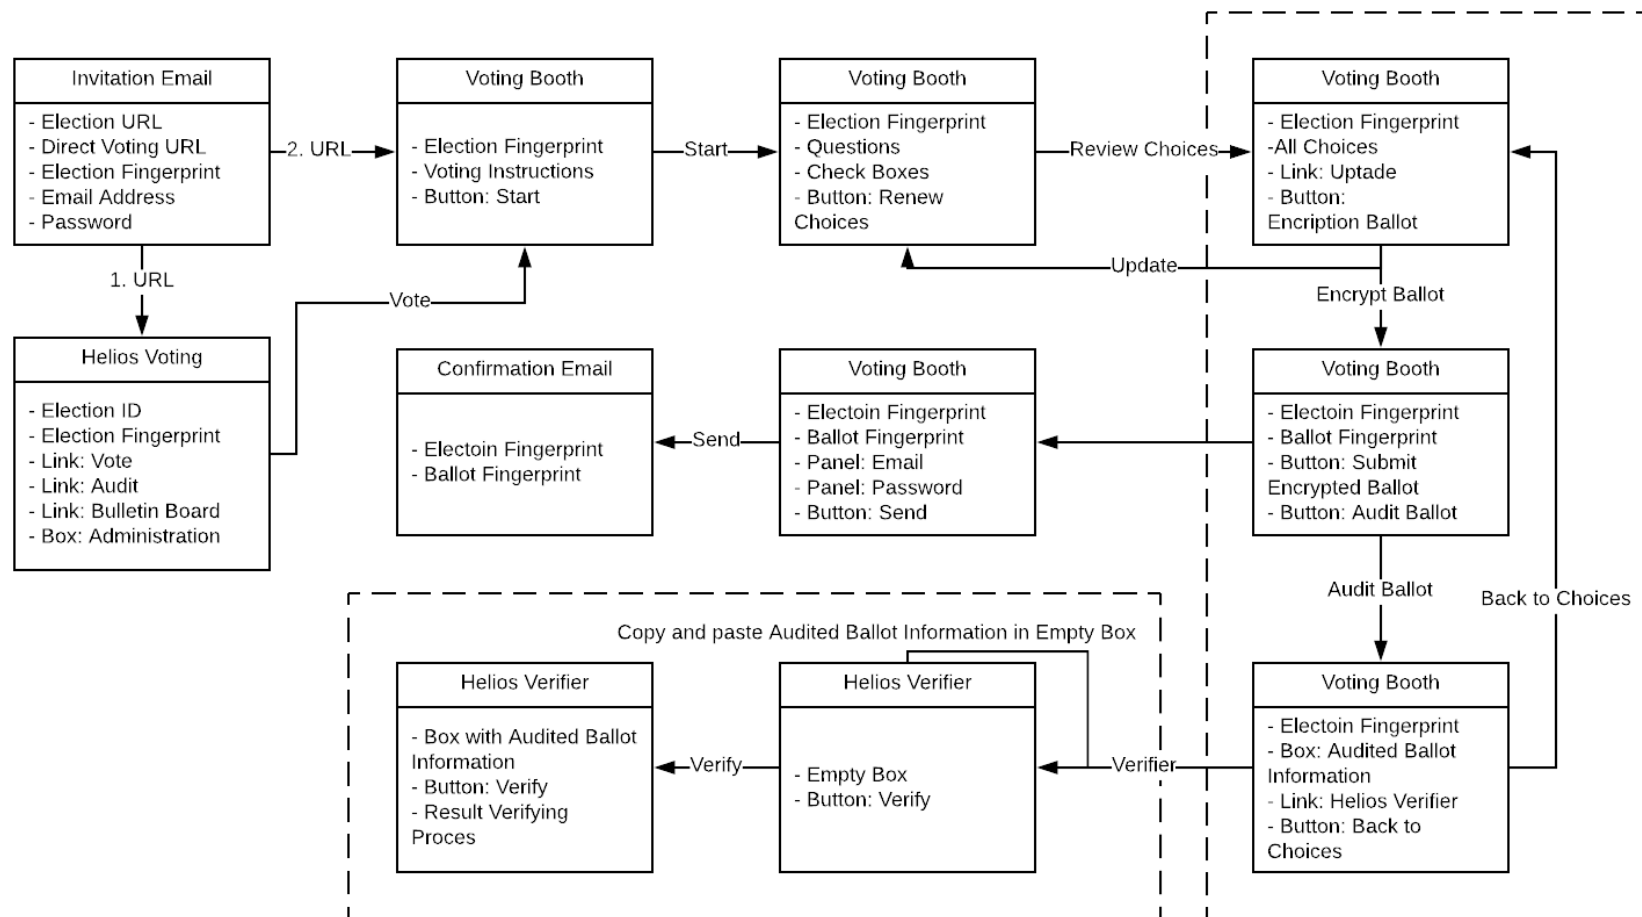 Invitation Email
- Election URL
- Direct Voting URL
- Election Fingerprint
- Email Address
- Password
2. URL
Voting Booth
- Election Fingerprint
- Voting Instructions
- Button: Start
Start
Voting Booth
- Election Fingerprint
- Questions
- Check Boxes
- Button: Renew
Choices
Review Choices
Voting Booth
- Election Fingerprint
-All Choices
- Link: Uptade
- Button:
Encription Ballot
1. URL
Vote
Update
Encrypt Ballot
Helios Voting
- Election ID
- Election Fingerprint
- Link: Vote
- Link: Audit
- Link: Bulletin Board
- Box: Administration
Confirmation Email
- Electoin Fingerprint
- Ballot Fingerprint
Send
Voting Booth
- Electoin Fingerprint
- Ballot Fingerprint
- Panel: Email
- Panel: Password
- Button: Send
Voting Booth
- Electoin Fingerprint
- Ballot Fingerprint
- Button: Submit
Encrypted Ballot
- Button: Audit Ballot
Audit Ballot
Back to Choices
Copy and paste Audited Ballot Information in Empty Box
Helios Verifier
- Box with Audited Ballot
Information
- Button: Verify
- Result Verifying
Proces
Verify
Helios Verifier
- Empty Box
- Button: Verify
Verifier
Voting Booth
- Electoin Fingerprint
- Box: Audited Ballot
Information
- Link: Helios Verifier
- Button: Back to
Choices